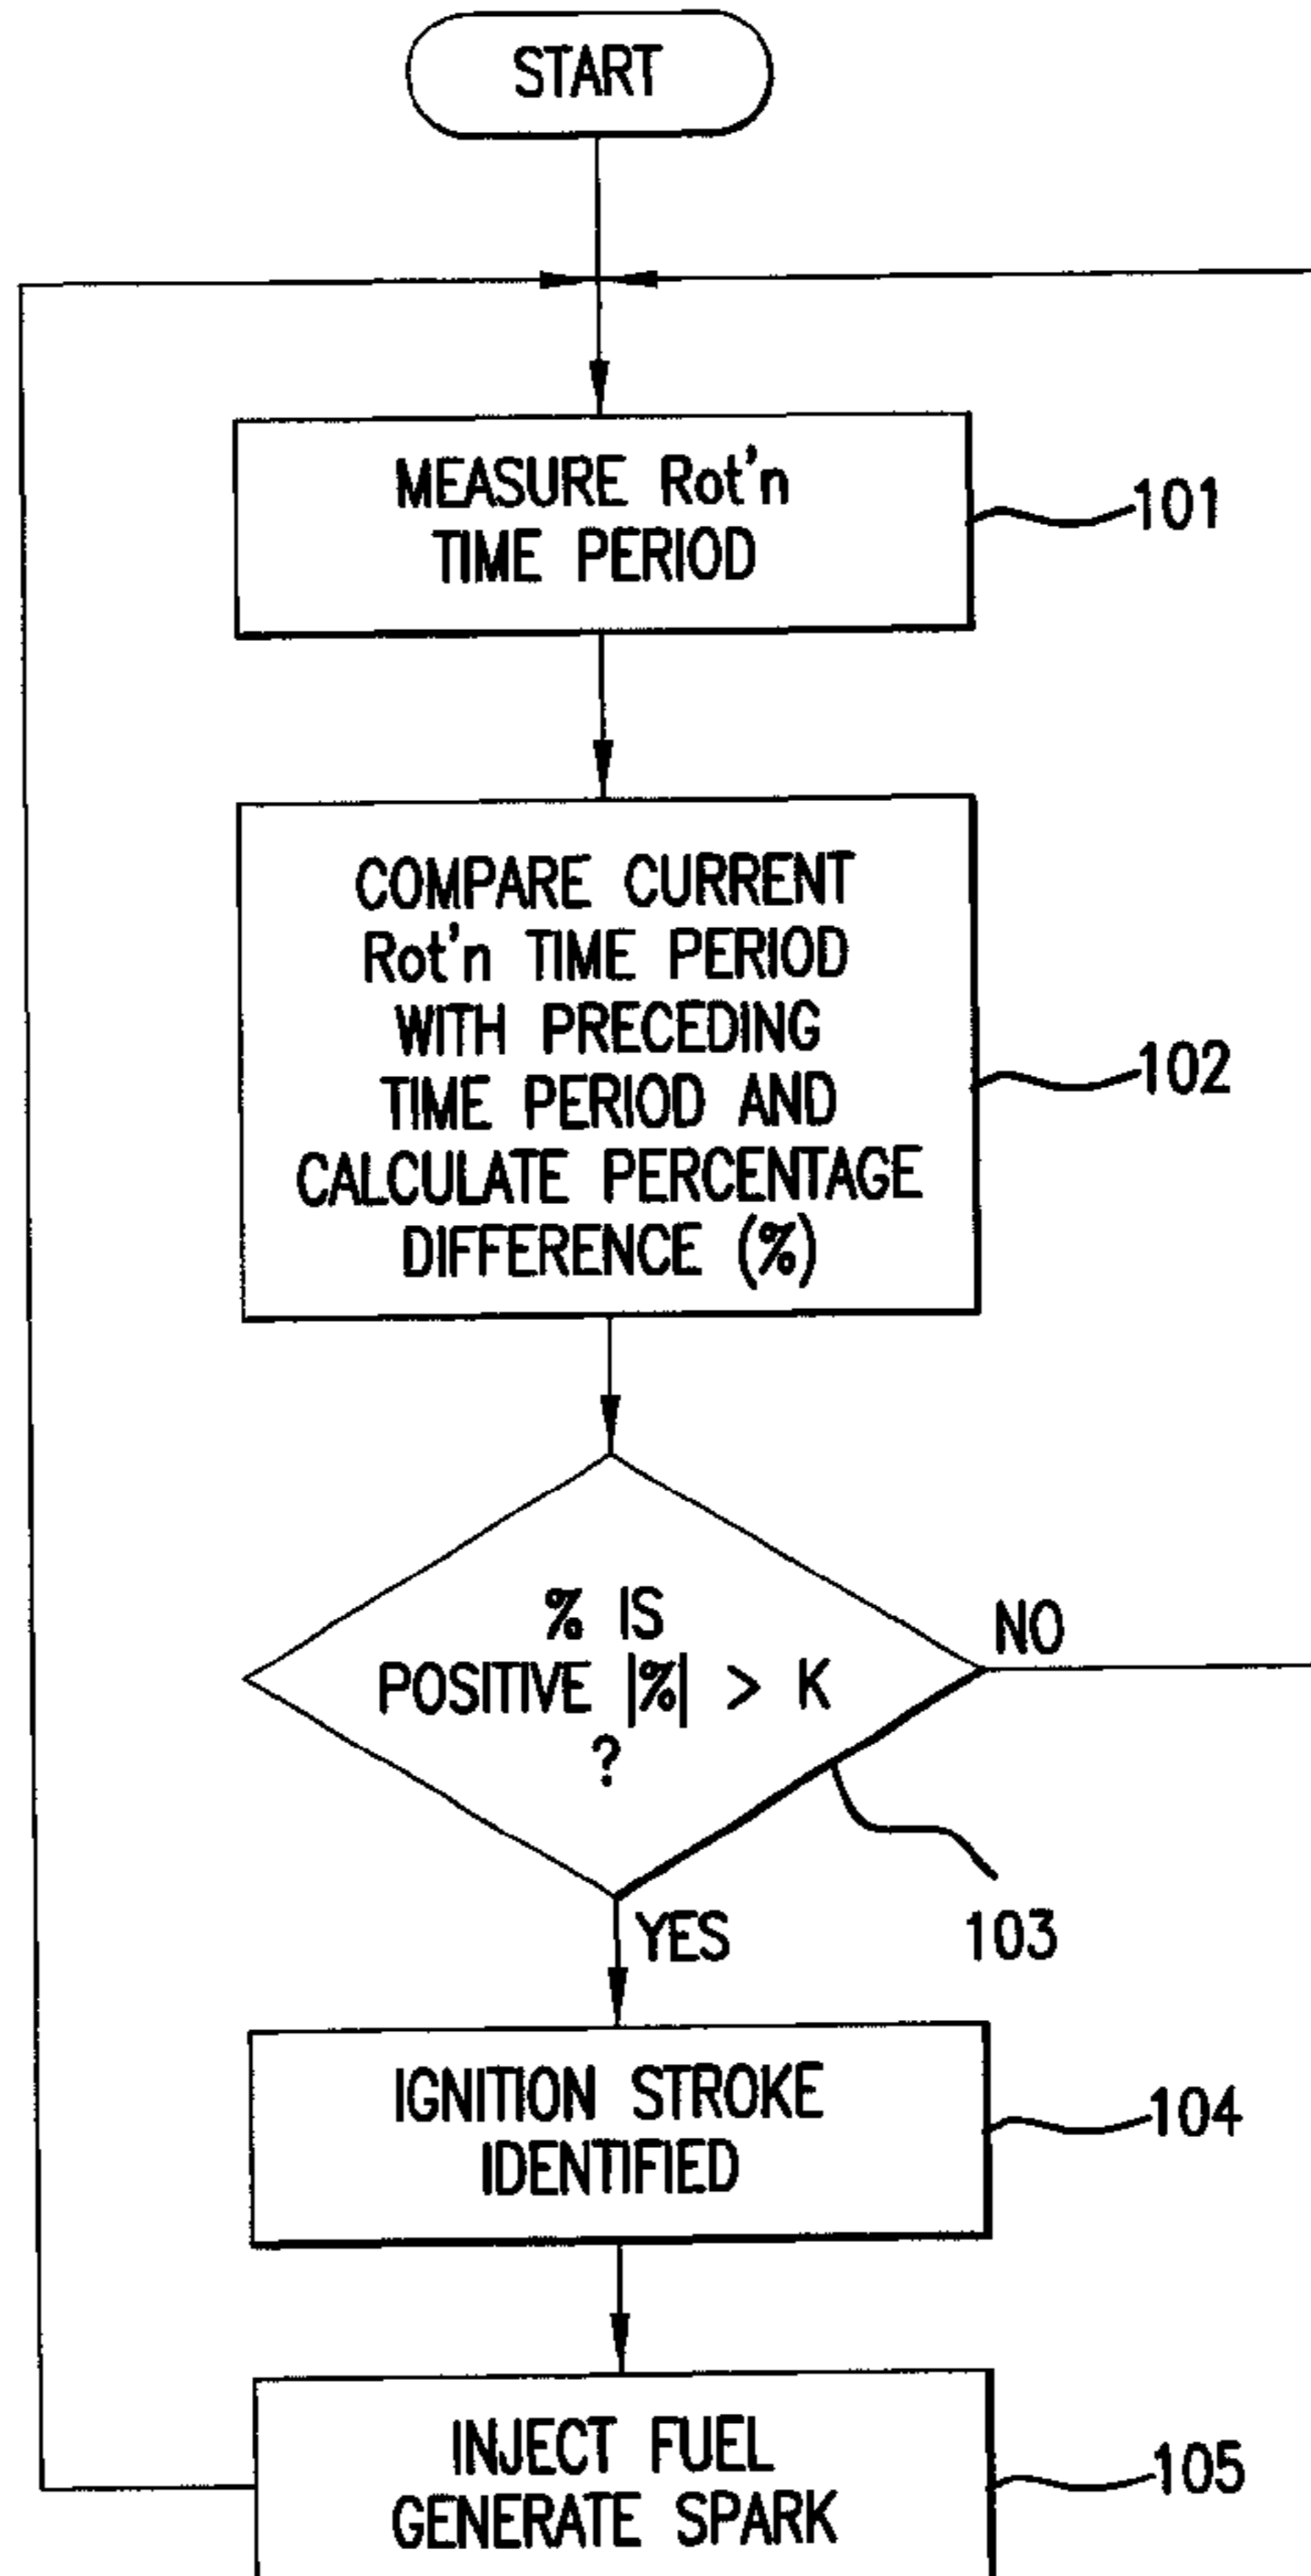 START
MEASURE Rot'n
TIME PERIOD
101
COMPARE CURRENT
Rot'n TIME PERIOD
WITH PRECEDING
TIME PERIOD AND
CALCULATE PERCENTAGE
DIFFERENCE (%)
102
% IS
POSITIVE |%| > K
?
NO
YES
103
IGNITION STROKE
IDENTIFIED
104
INJECT FUEL
GENERATE SPARK
105